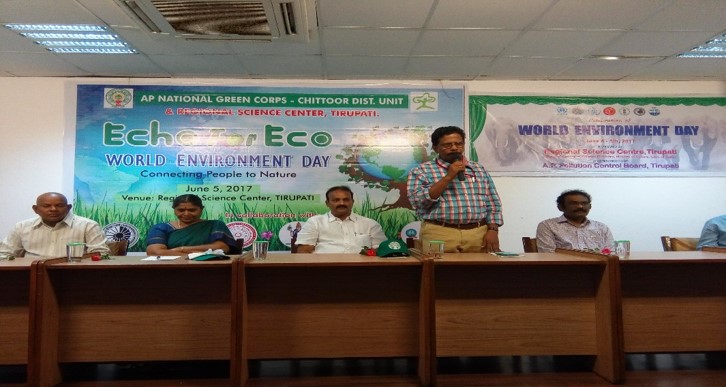 AP NATIONAL GREEN CORPS - CHITTOOR DIST. UNIT
& REGIONAL SCIENCE CENTER, TIRUPATI.
Echo For Eco
WORLD ENVIRONMENT DAY
Connecting People to Nature
June 5, 2017
Venue: Regional Science Center, TIRUPATI
Celebration of
WORLD ENVIRONMENT DAY
Regional Science Centre, Tirupati
A.P. Pollution Control Board, Tirupati